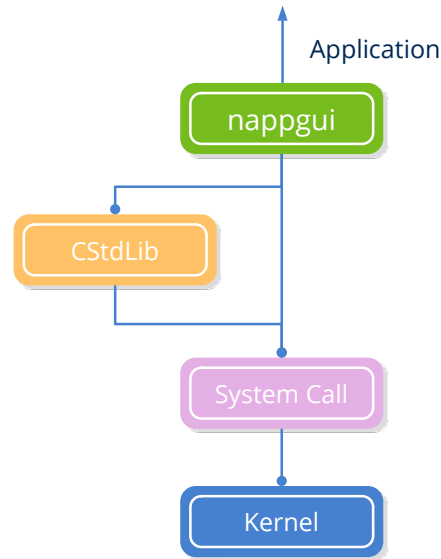 Application
nappgui
CStdLib
System Call
Kernel